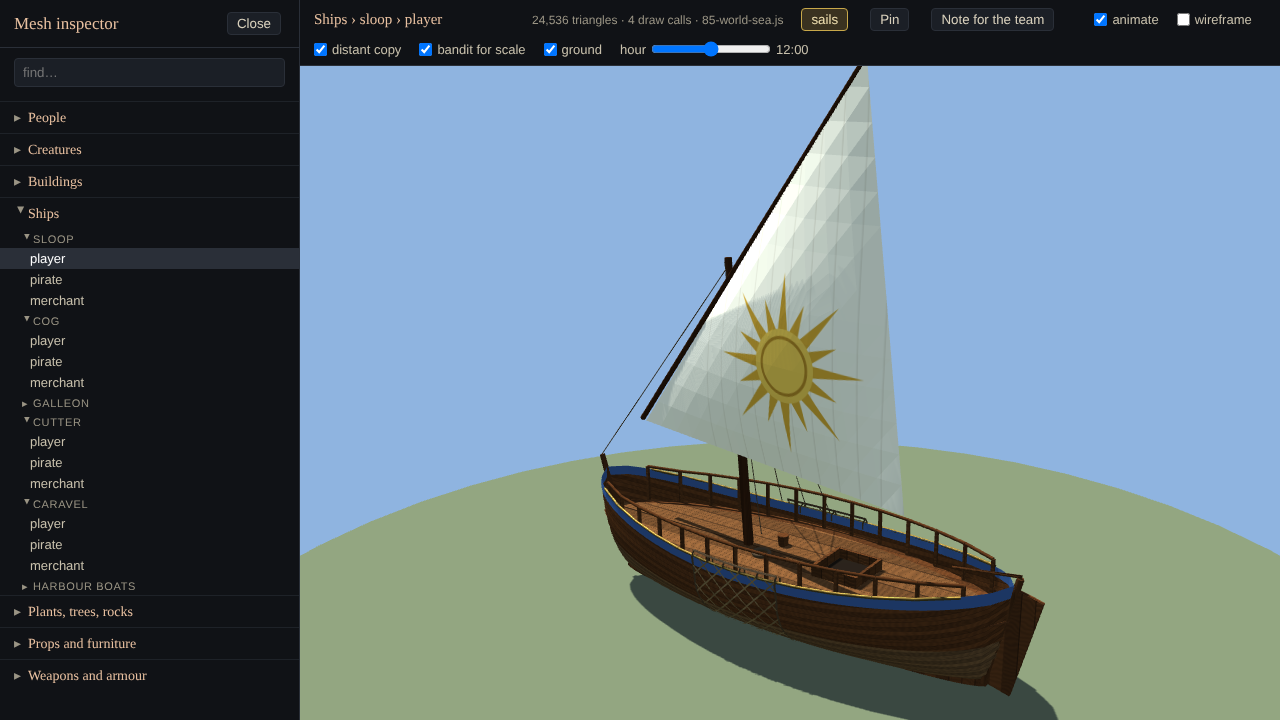 Mesh inspector
Close
find…
People
Creatures
Buildings
Ships
SLOOP
player
pirate
merchant
COG
player
pirate
merchant
GALLEON
CUTTER
player
pirate
merchant
CARAVEL
player
pirate
merchant
HARBOUR BOATS
Plants, trees, rocks
Props and furniture
Weapons and armour
Ships › sloop › player
24,536 triangles · 4 draw calls · 85-world-sea.js
sails
Pin
Note for the team
animate
wireframe
distant copy
bandit for scale
ground
hour
12:00